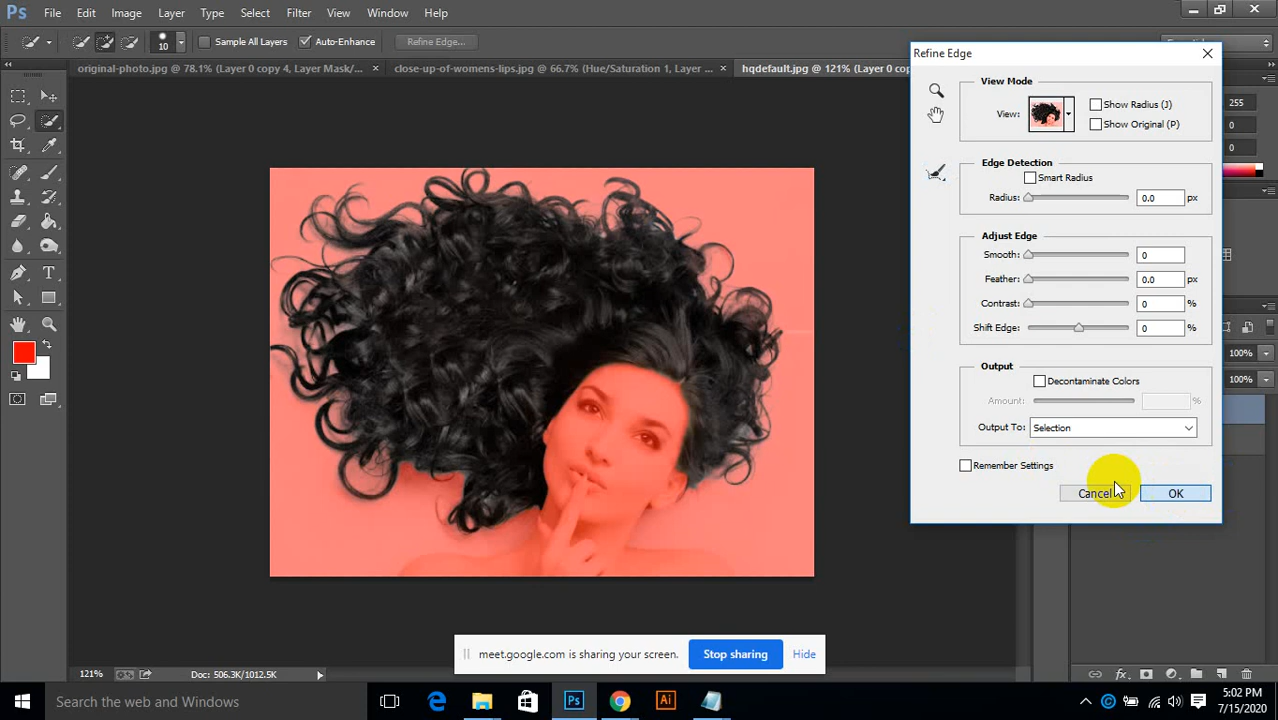 Ps File Edit Image Layer Type Select Filter View Window Help
10 Sample All Layers Auto-Enhance Refine Edge...
original-photo.jpg @ 78.1% (Layer 0 copy 4, Layer Mask/... × close-up-of-womens-lips.jpg @ 66.7% (Hue/Saturation 1, Layer ... × hqdefault.jpg @ 121% (Layer 0 cop
Refine Edge
View Mode
View: Show Radius (J)
Show Original (P)
Edge Detection
Smart Radius
Radius: 0.0 px
Adjust Edge
Smooth: 0
Feather: 0.0 px
Contrast: 0 %
Shift Edge: 0 %
Output
Decontaminate Colors
Amount: %
Output To: Selection
Remember Settings
Cancel OK
255
0
0
100%
100%
meet.google.com is sharing your screen. Stop sharing Hide
121% Doc: 506.3K/1012.5K
Search the web and Windows
Ps Ai
5:02 PM
7/15/2020